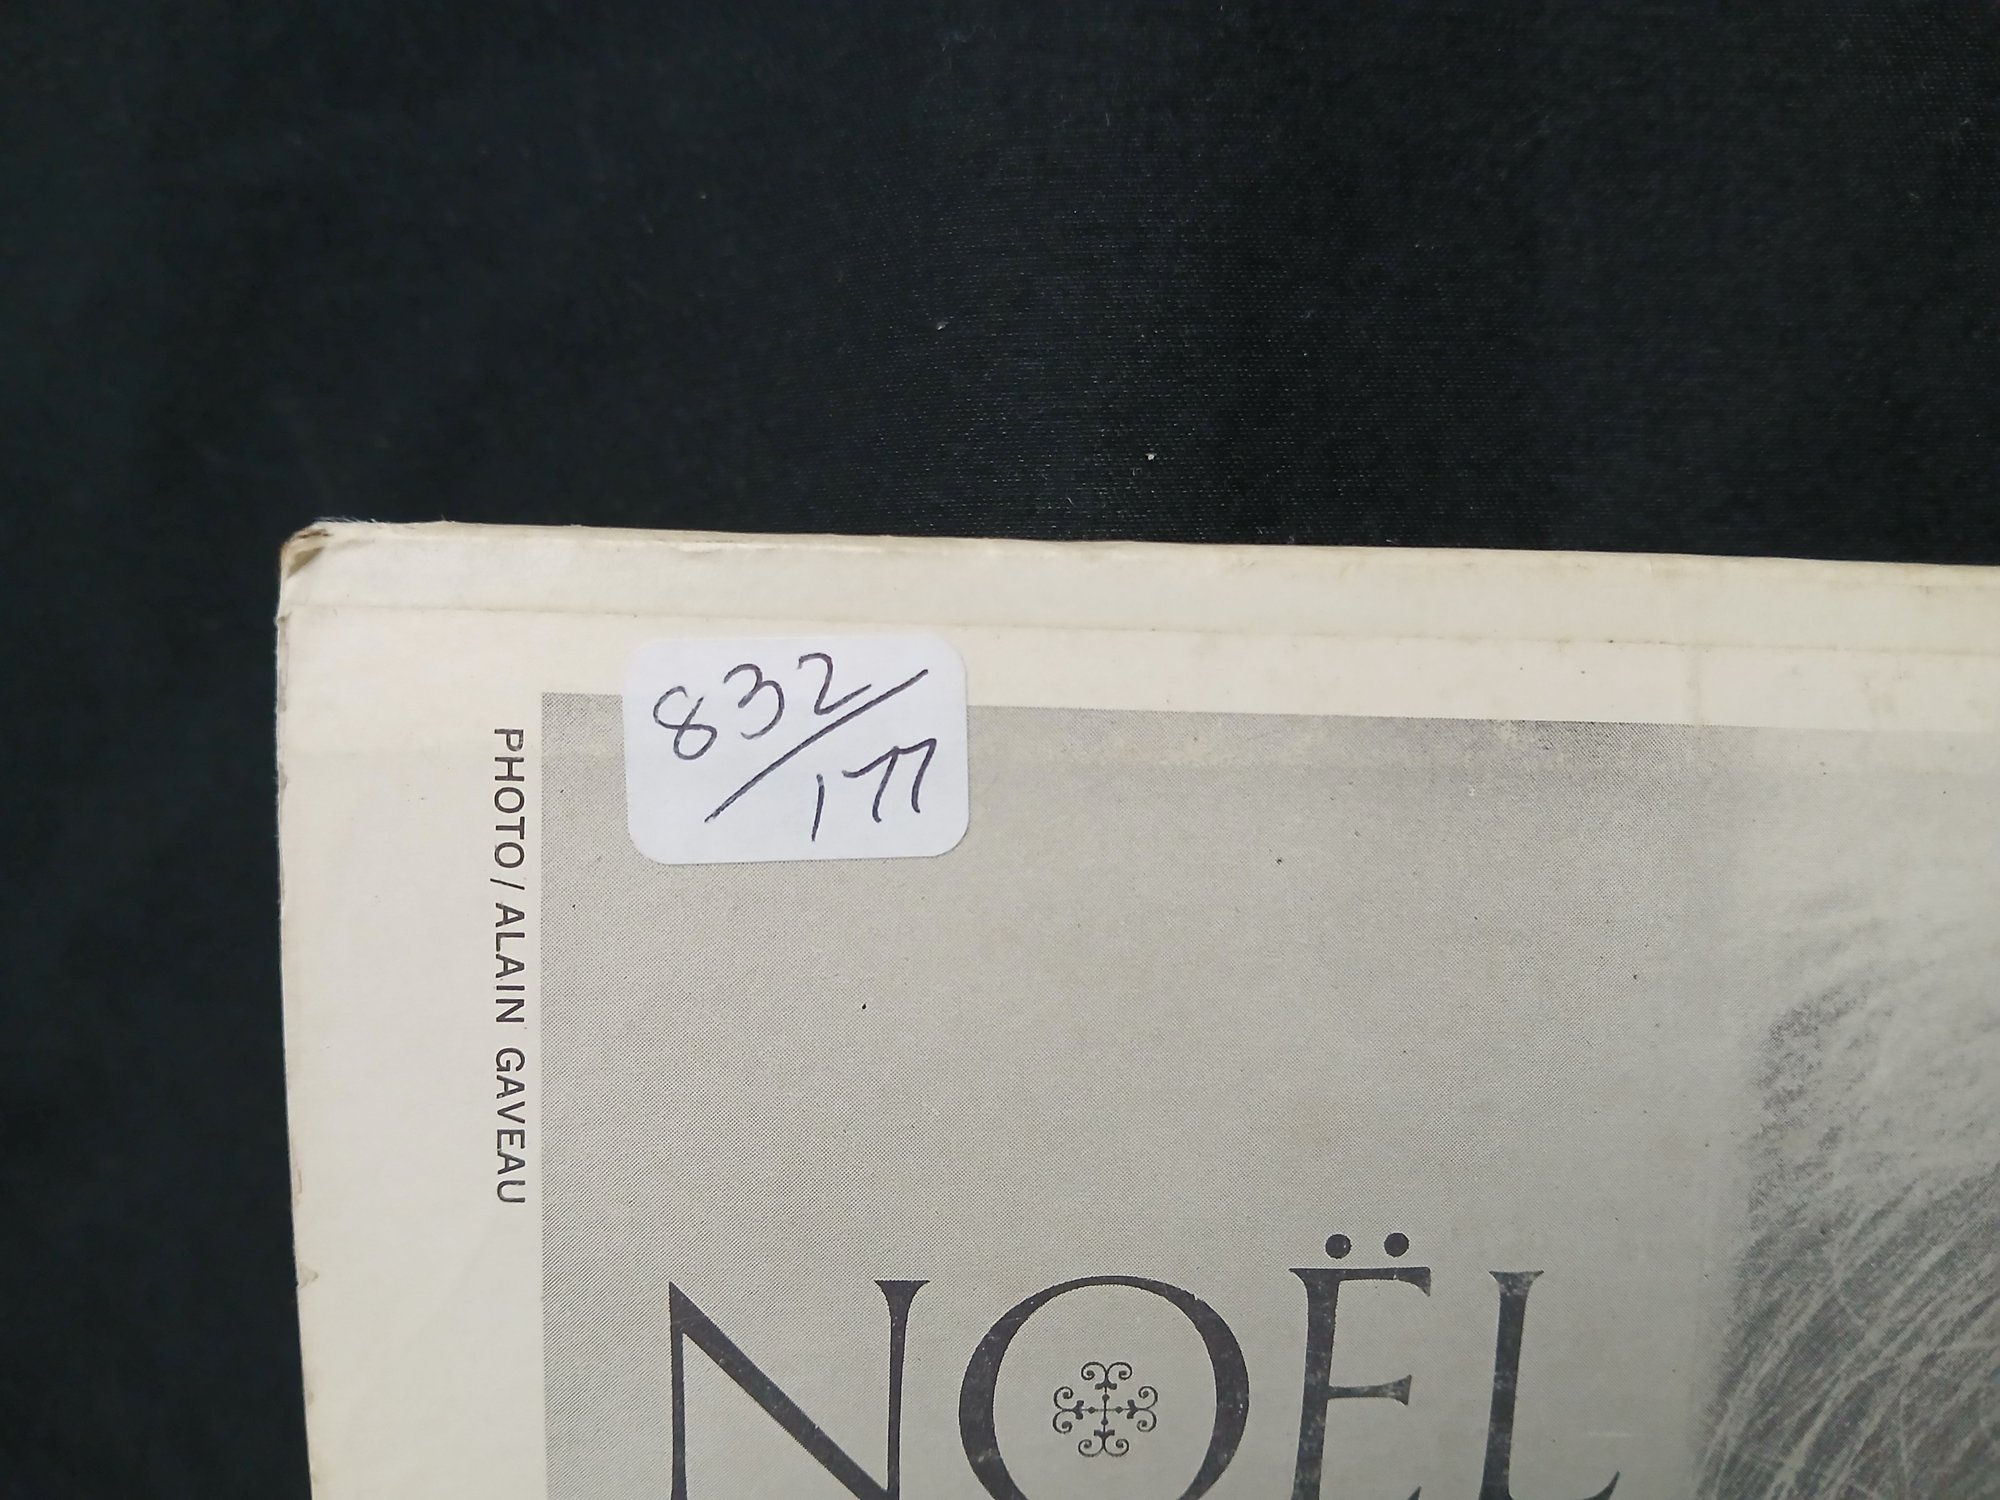 832/177
PHOTO / ALAIN GAVEAU
NOËL